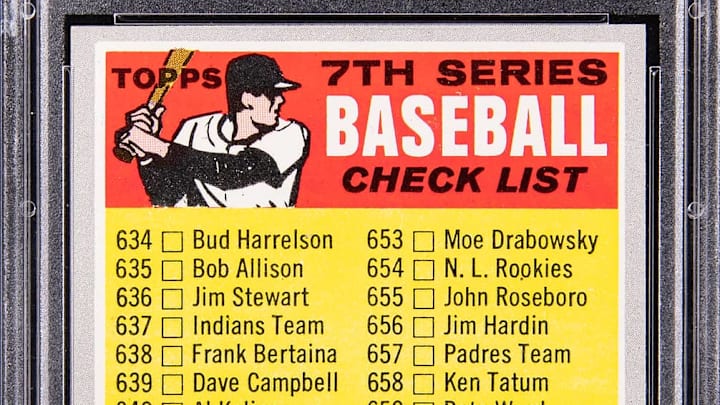 TOPPS
7TH SERIES
BASEBALL
CHECK LIST
634 Bud Harrelson
635 Bob Allison
636 Jim Stewart
637 Indians Team
638 Frank Bertaina
639 Dave Campbell
653 Moe Drabowsky
654 N. L. Rookies
655 John Roseboro
656 Jim Hardin
657 Padres Team
658 Ken Tatum